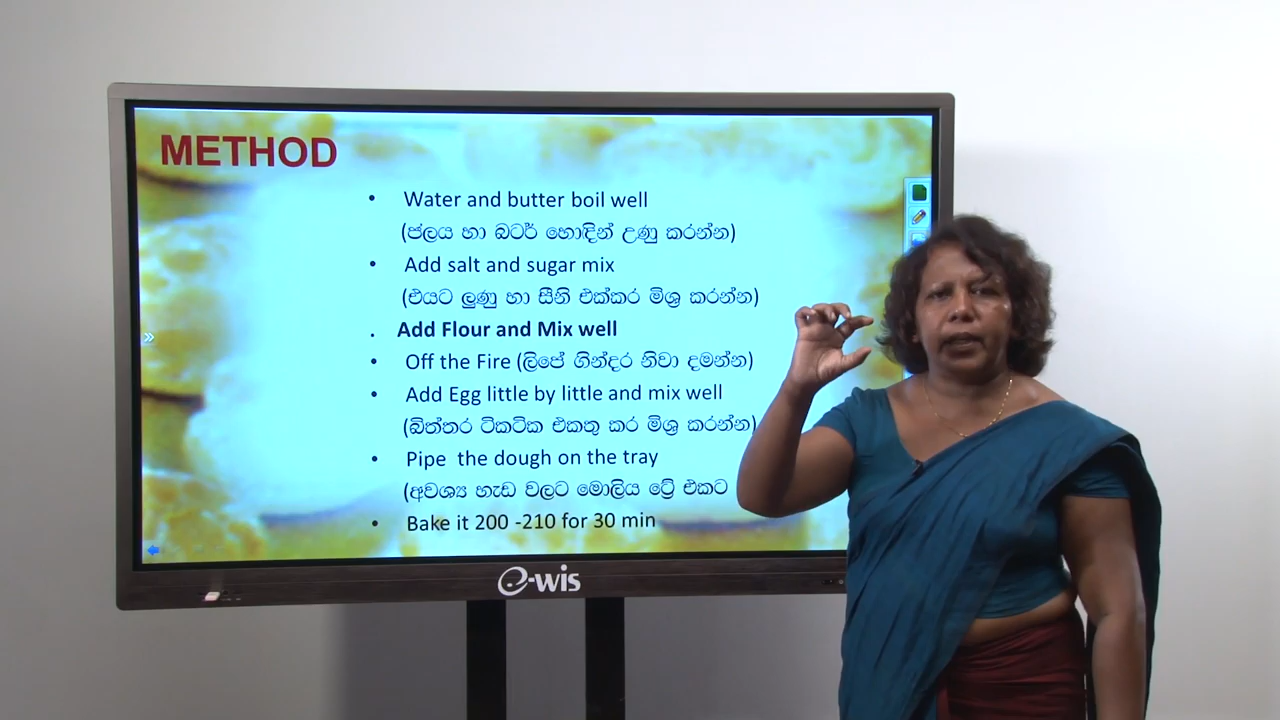 METHOD
• Water and butter boil well
(ජලය හා බටර් හොඳින් උණු කරන්න)
• Add salt and sugar mix
(එයට ලුණු හා සීනි එක්කර මිශ්‍ර කරන්න)
. Add Flour and Mix well
• Off the Fire (ලිපේ ගින්දර නිවා දමන්න)
• Add Egg little by little and mix well
(බිත්තර ටිකටික එකතු කර මිශ්‍ර කරන්න)
• Pipe the dough on the tray
(අවශ්‍ය හැඩ වලට මොලිය ට්‍රේ එකට
• Bake it 200 -210 for 30 min
e-wis